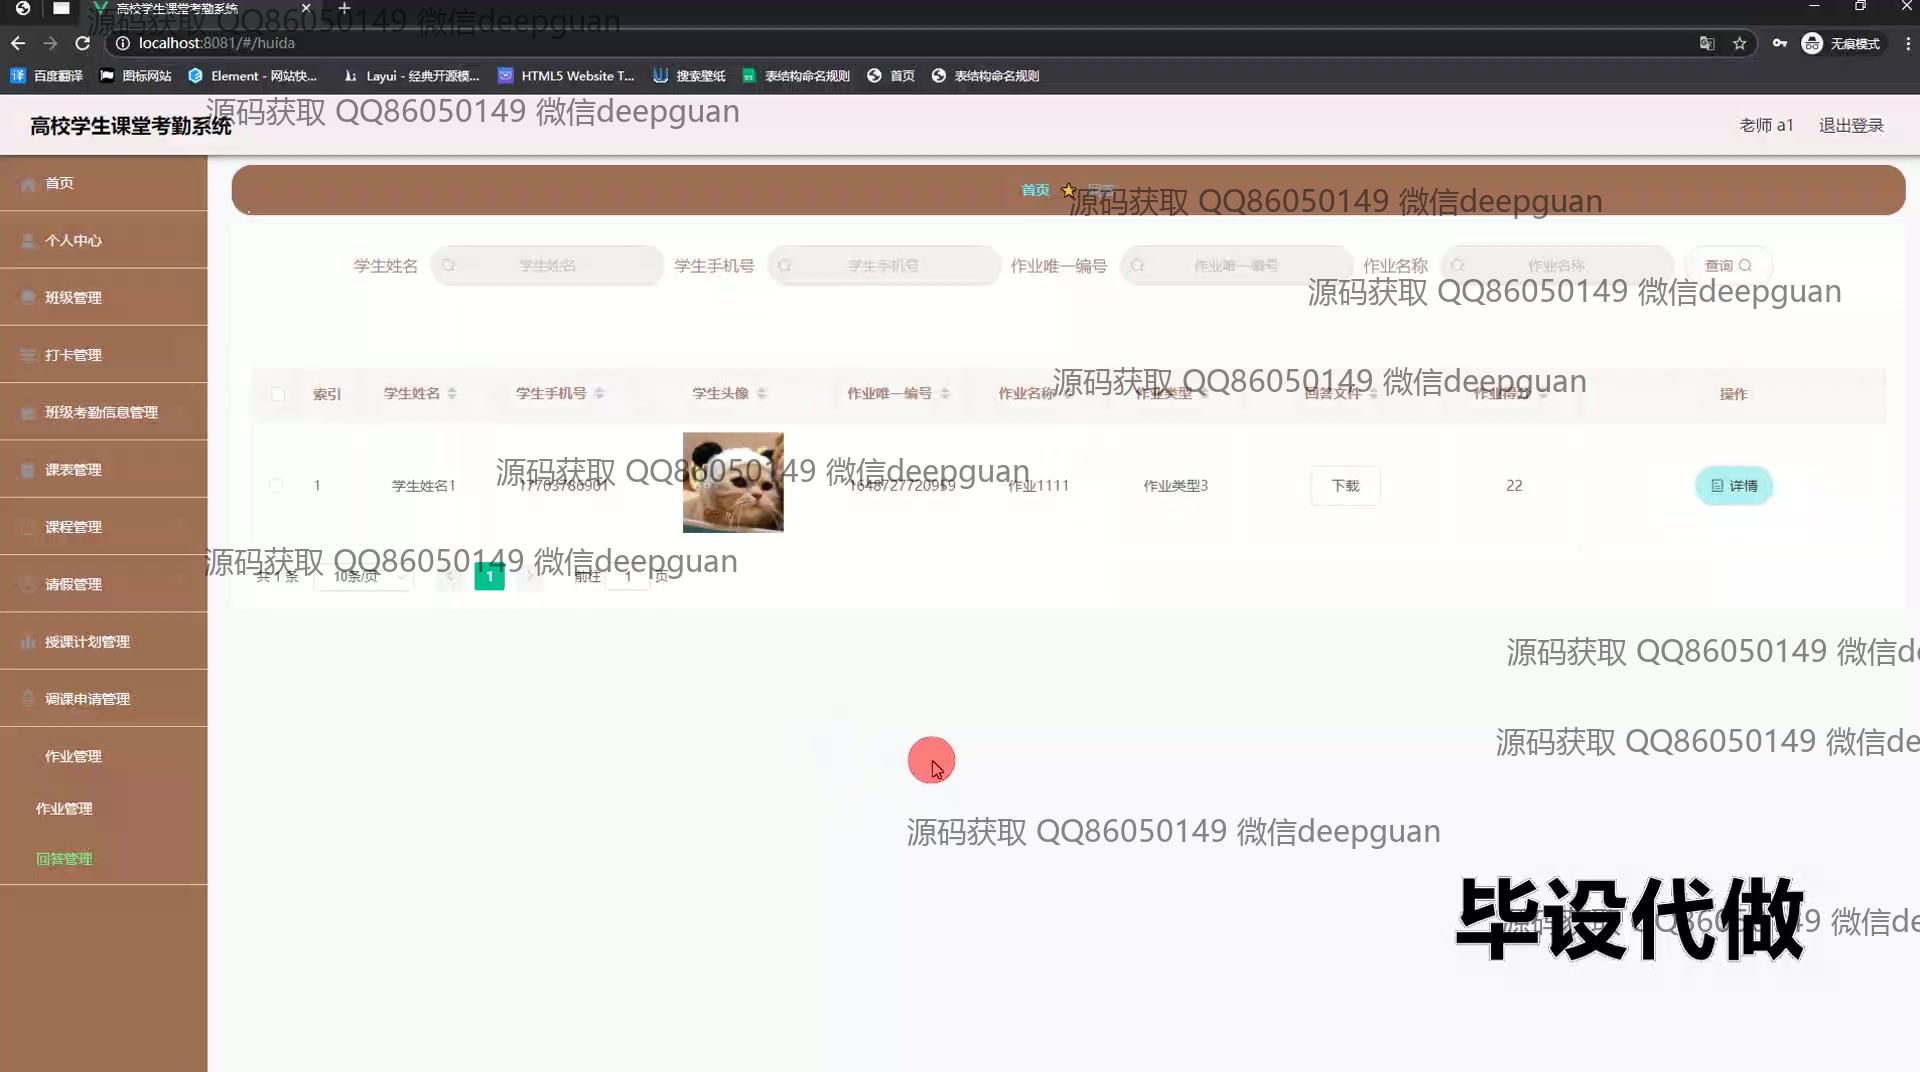 高校学生课堂考勤系统
源码获取 QQ86050149 微信deepguan
localhost:8081/#/huida
无痕模式
百度翻译
图标网站
Element - 网站快...
Layui - 经典开源模...
HTML5 Website T...
搜索壁纸
表结构命名规则
首页
表结构命名规则
高校学生课堂考勤系统
源码获取 QQ86050149 微信deepguan
老师 a1
退出登录
首页
个人中心
班级管理
打卡管理
班级考勤信息管理
课表管理
课程管理
请假管理
授课计划管理
调课申请管理
作业管理
作业管理
回答管理
首页
源码获取 QQ86050149 微信deepguan
学生姓名 学生姓名
学生手机号 学生手机号
作业唯一编号 作业唯一编号
作业名称 作业名称
查询
源码获取 QQ86050149 微信deepguan
索引 学生姓名 学生手机号 学生头像 作业唯一编号 作业名称 作业类型 回答文件 作业得分 操作
源码获取 QQ86050149 微信deepguan
1 学生姓名1 17703786901 1648727720959 作业1111 作业类型3 下载 22 详情
源码获取 QQ86050149 微信deepguan
共 1 条 10条/页 1 前往 1 页
源码获取 QQ86050149 微信deepguan
源码获取 QQ86050149 微信de
源码获取 QQ86050149 微信de
源码获取 QQ86050149 微信deepguan
毕设代做
源码获取 QQ86050149 微信de